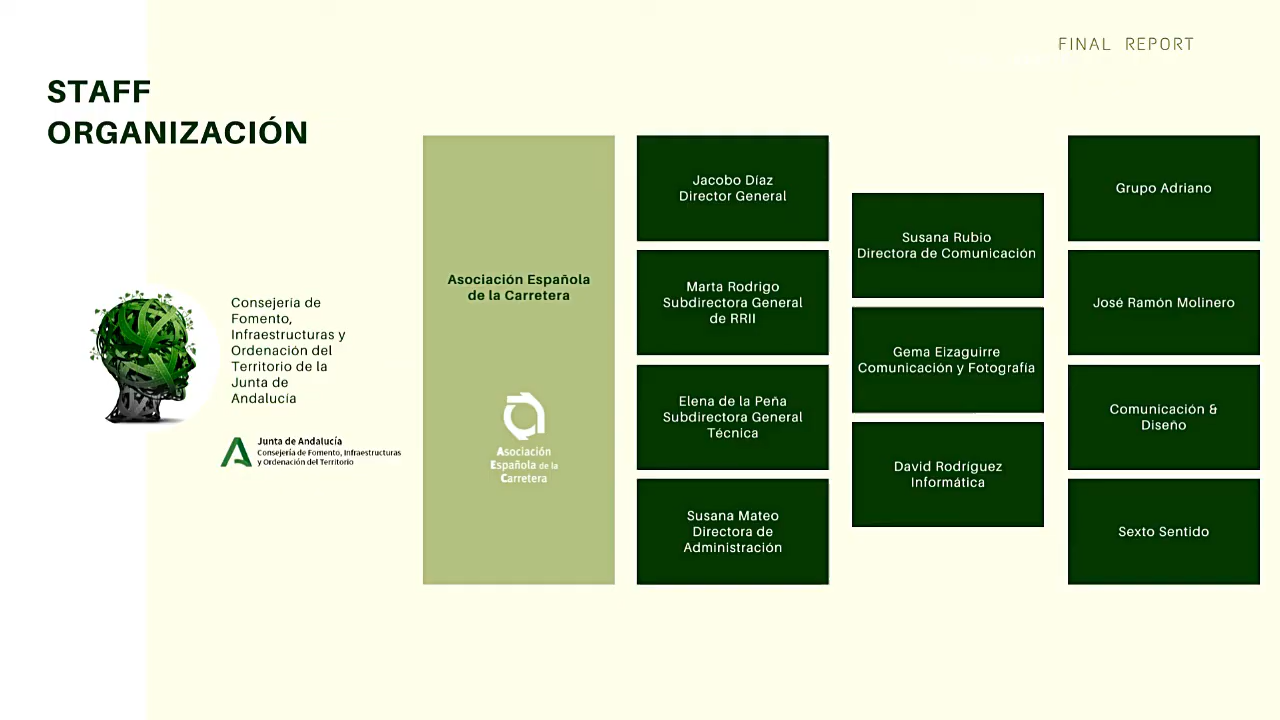 FINAL REPORT
STAFF
ORGANIZACIÓN
Consejería de
Fomento,
Infraestructuras y
Ordenación del
Territorio de la
Junta de
Andalucía
Junta de Andalucía
Consejería de Fomento, Infraestructuras
y Ordenación del Territorio
Asociación Española
de la Carretera
Asociación
Española de la
Carretera
Jacobo Díaz
Director General
Marta Rodrigo
Subdirectora General
de RRII
Elena de la Peña
Subdirectora General
Técnica
Susana Mateo
Directora de
Administración
Susana Rubio
Directora de Comunicación
Gema Eizaguirre
Comunicación y Fotografía
David Rodríguez
Informática
Grupo Adriano
José Ramón Molinero
Comunicación &
Diseño
Sexto Sentido